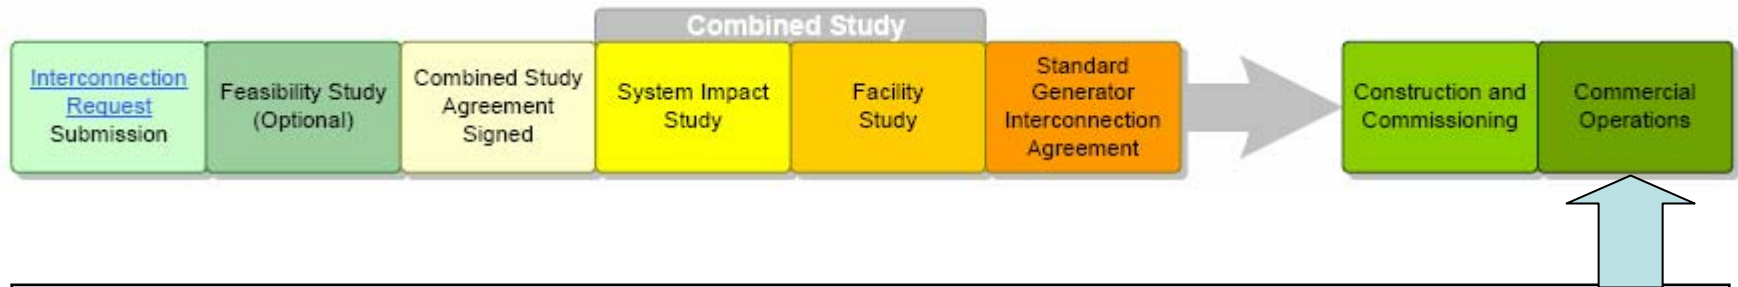 Combined Study
Interconnection
Request
Submission
Feasibility Study
(Optional)
Combined Study
Agreement
Signed
System Impact
Study
Facility
Study
Standard
Generator
Interconnection
Agreement
Construction and
Commissioning
Commercial
Operations